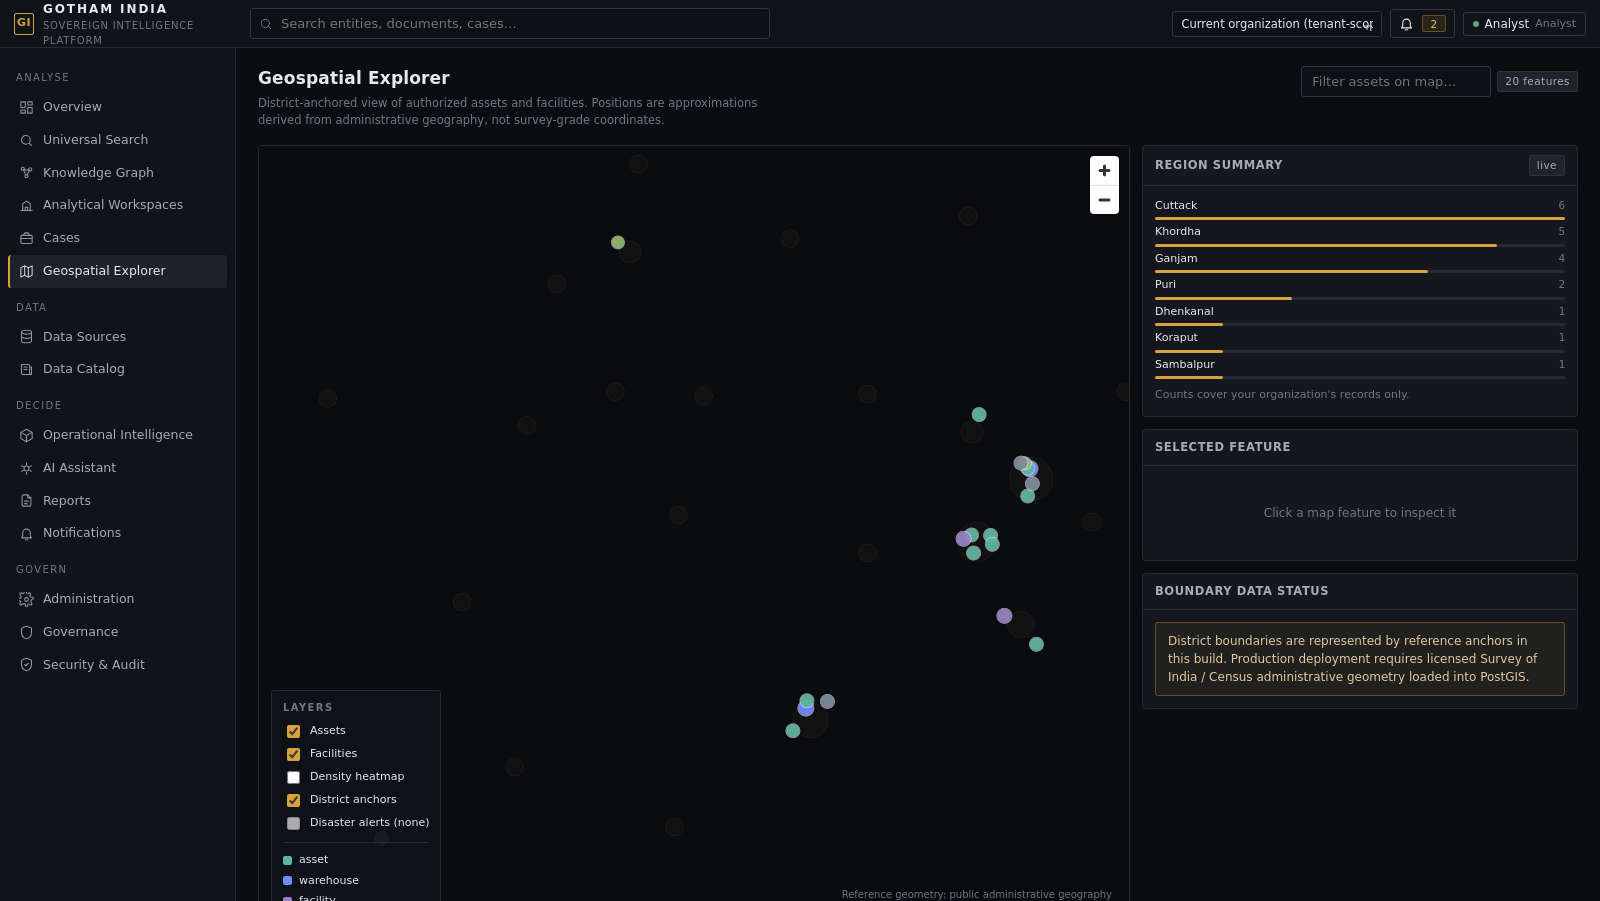 GI
GOTHAM INDIA
SOVEREIGN INTELLIGENCE
PLATFORM
Search entities, documents, cases...
Current organization (tenant-scop
2
Analyst Analyst
ANALYSE
Overview
Universal Search
Knowledge Graph
Analytical Workspaces
Cases
Geospatial Explorer
DATA
Data Sources
Data Catalog
DECIDE
Operational Intelligence
AI Assistant
Reports
Notifications
GOVERN
Administration
Governance
Security & Audit
Geospatial Explorer
District-anchored view of authorized assets and facilities. Positions are approximations
derived from administrative geography, not survey-grade coordinates.
Filter assets on map...
20 features
LAYERS
Assets
Facilities
Density heatmap
District anchors
Disaster alerts (none)
asset
warehouse
facility
Reference geometry: public administrative geography
REGION SUMMARY
live
Cuttack 6
Khordha 5
Ganjam 4
Puri 2
Dhenkanal 1
Koraput 1
Sambalpur 1
Counts cover your organization's records only.
SELECTED FEATURE
Click a map feature to inspect it
BOUNDARY DATA STATUS
District boundaries are represented by reference anchors in
this build. Production deployment requires licensed Survey of
India / Census administrative geometry loaded into PostGIS.